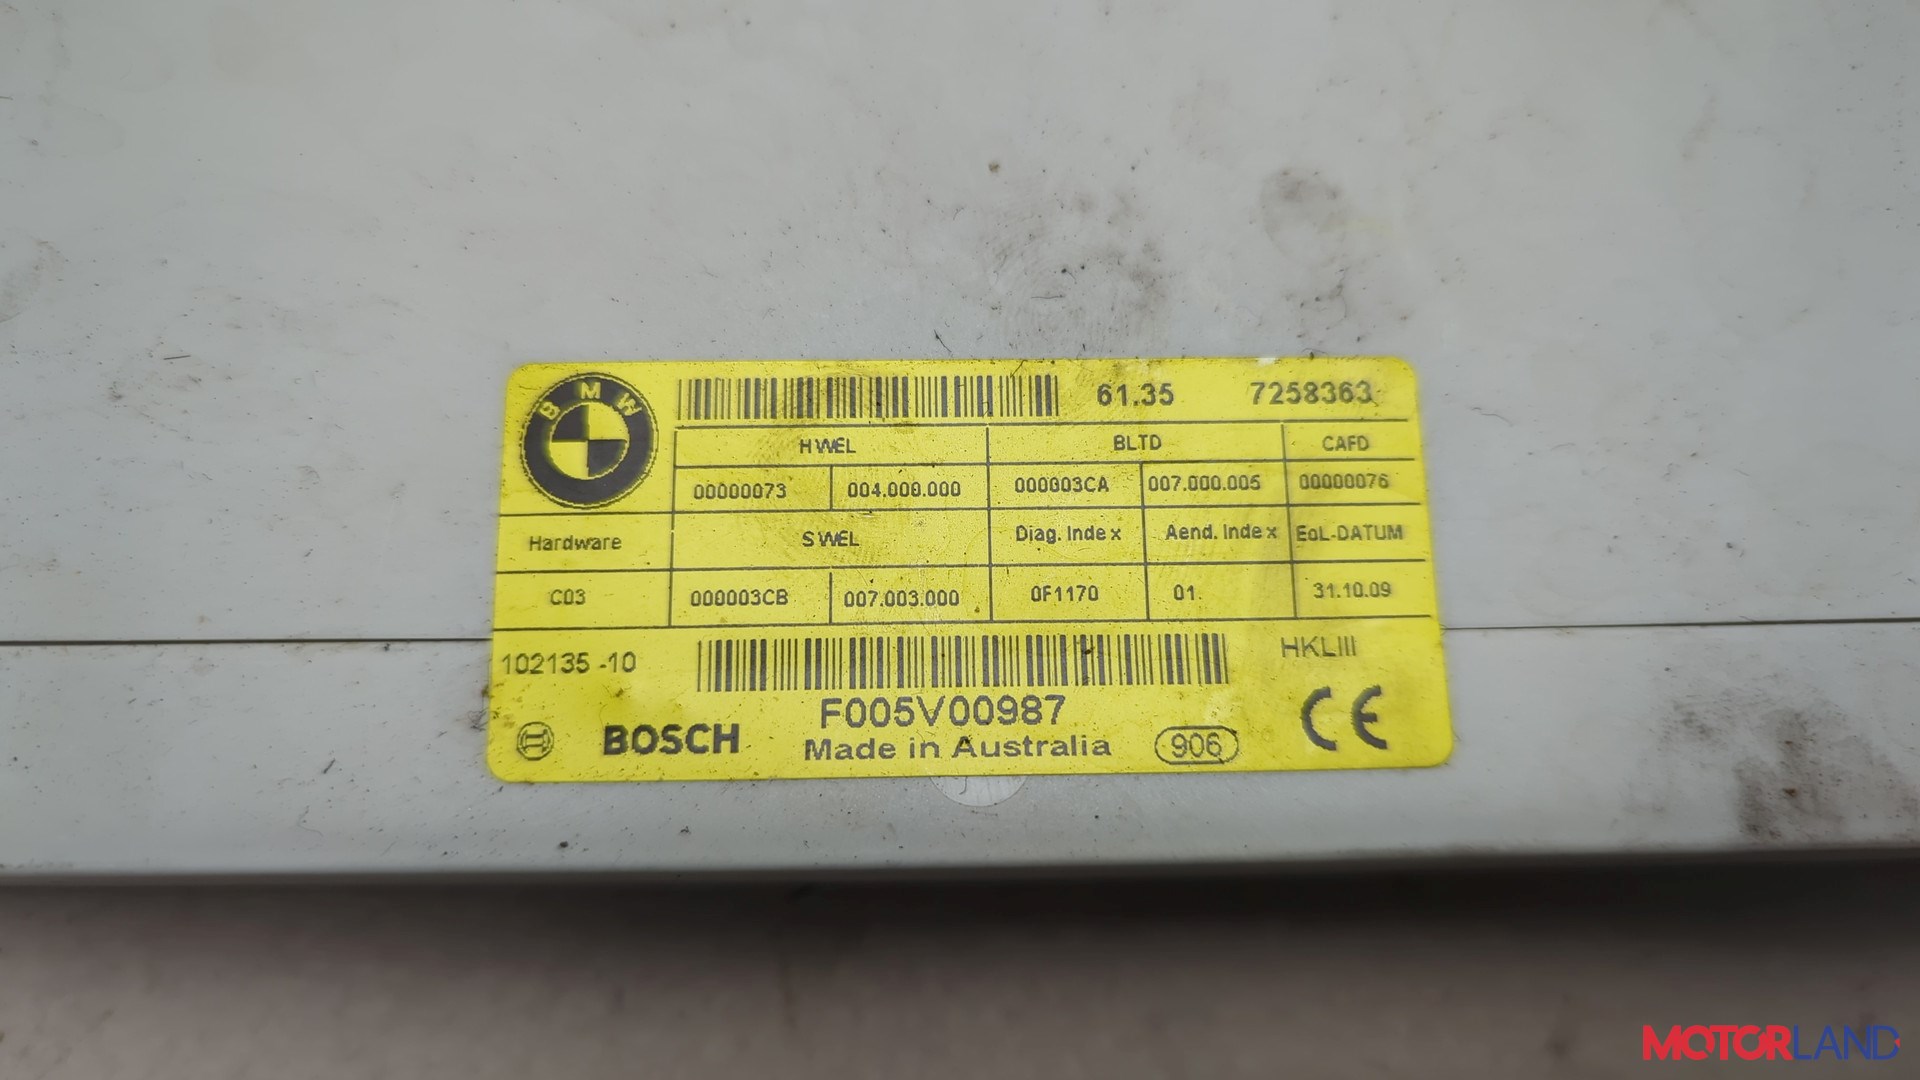 BMW
61.35 7258363
HWEL BLTD CAFD
00000073 004.000.000 000003CA 007.000.005 00000076
Hardware SWEL Diag. Index Aend. Index EoL-DATUM
C03 000003CB 007.003.000 0F1170 01. 31.10.09
102135 -10 HKLIII
F005V00987
BOSCH Made in Australia 906 CE
MOTORLAND